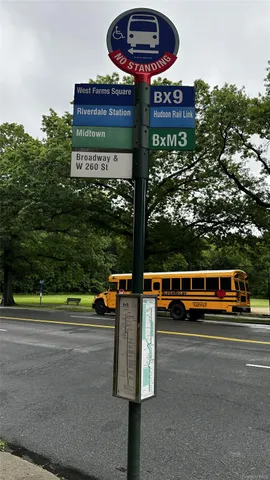 NO STANDING
West Farms Square
BX9
Riverdale Station
Hudson Rail Link
Midtown
BxM3
Broadway &
W 260 St